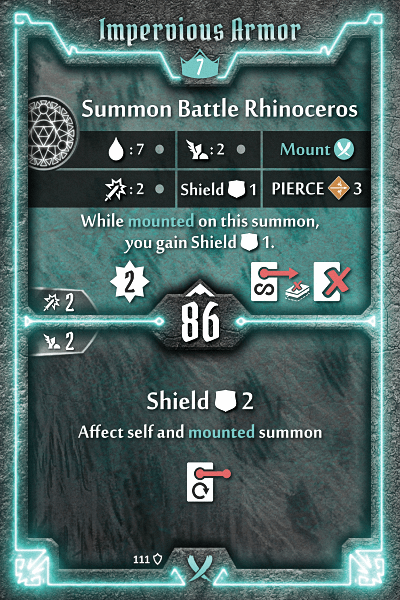 Impervious Armor
7
Summon Battle Rhinoceros
: 7
: 2
Mount
: 2
Shield 1
PIERCE 3
While mounted on this summon,
you gain Shield 1.
2
2
86
2
Shield 2
Affect self and mounted summon
111